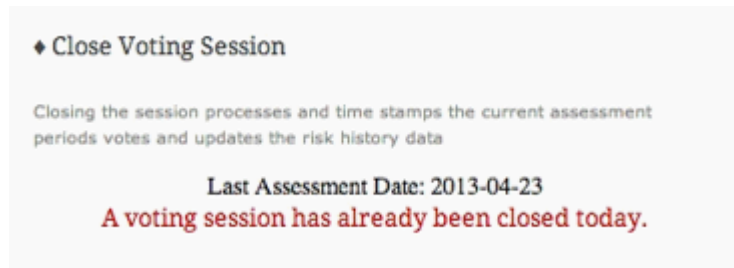 ♦ Close Voting Session
Closing the session processes and time stamps the current assessment
periods votes and updates the risk history data
Last Assessment Date: 2013-04-23
A voting session has already been closed today.